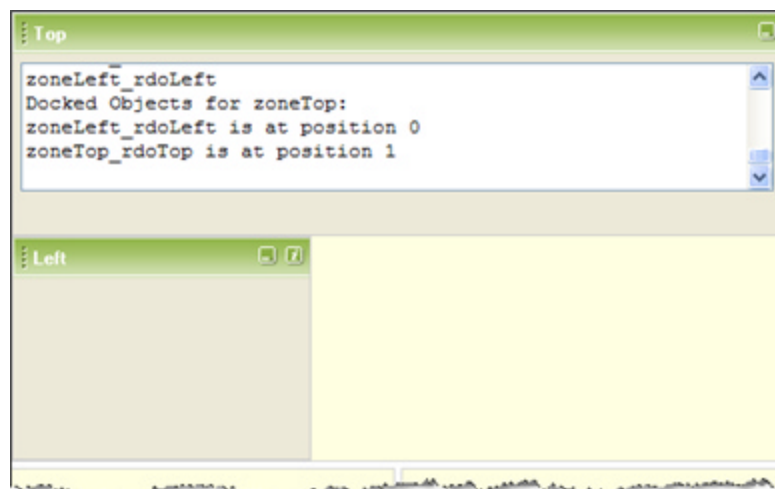 Top
zoneLeft_rdoLeft
Docked Objects for zoneTop:
zoneLeft_rdoLeft is at position 0
zoneTop_rdoTop is at position 1
Left